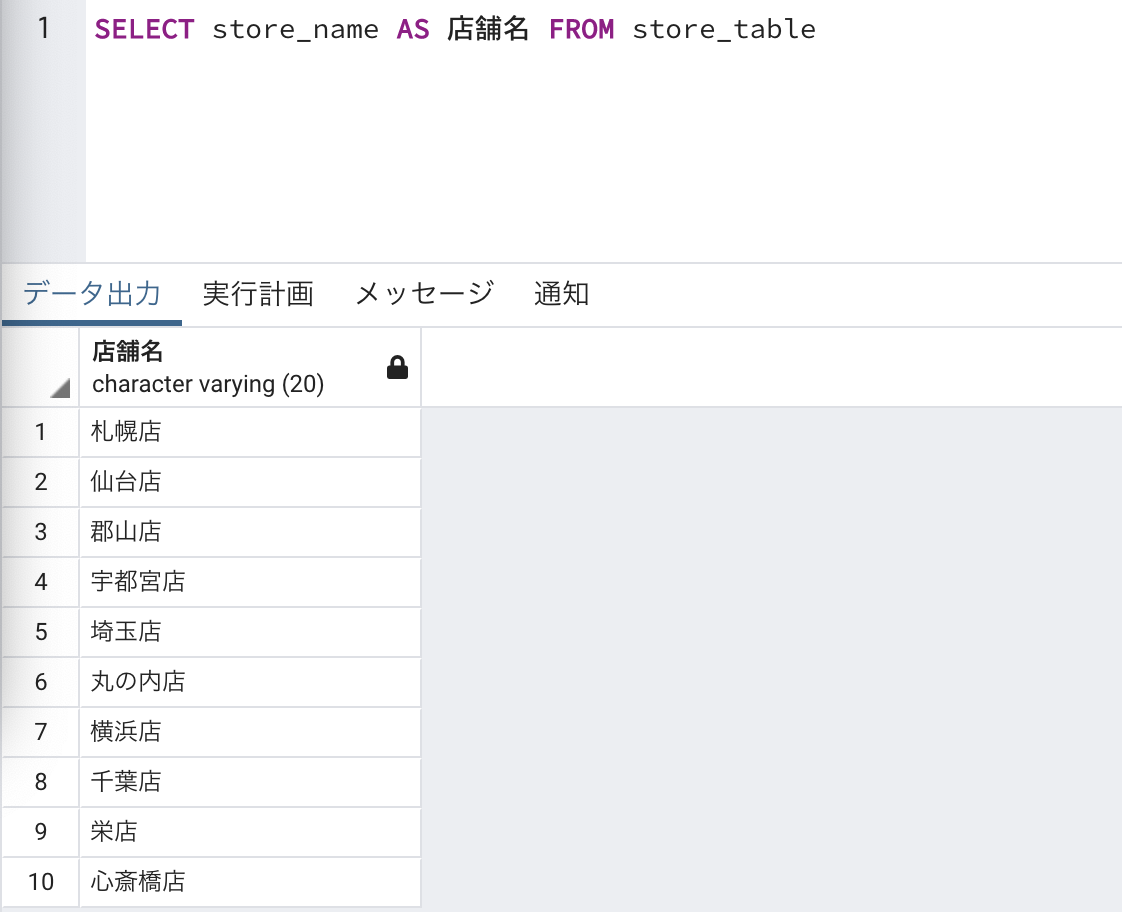 1 SELECT store_name AS 店舗名 FROM store_table
データ出力 実行計画 メッセージ 通知
店舗名
character varying (20)
1 札幌店
2 仙台店
3 郡山店
4 宇都宮店
5 埼玉店
6 丸の内店
7 横浜店
8 千葉店
9 栄店
10 心斎橋店